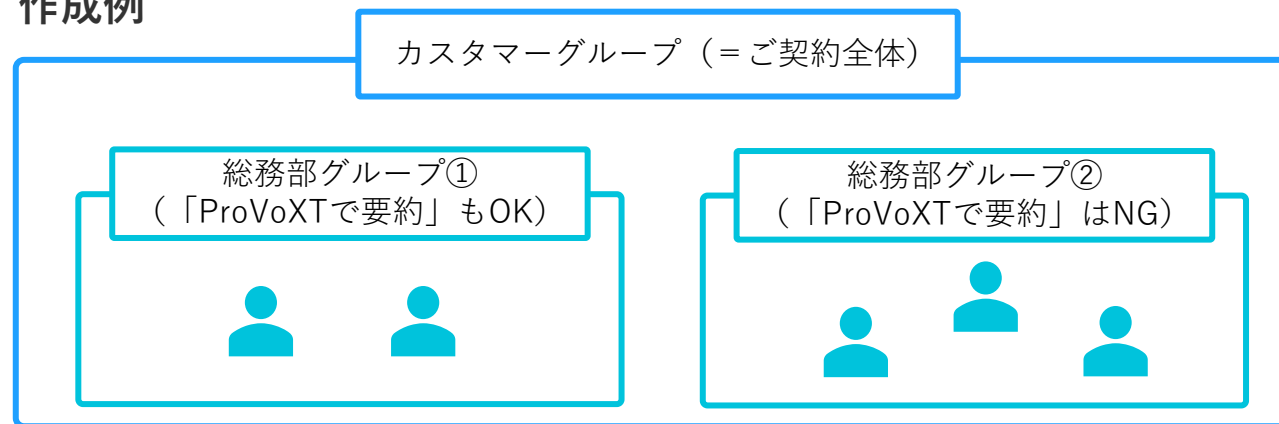 作成例
カスタマーグループ（＝ご契約全体）
総務部グループ①
（「ProVoXTで要約」もOK）
総務部グループ②
（「ProVoXTで要約」はNG）